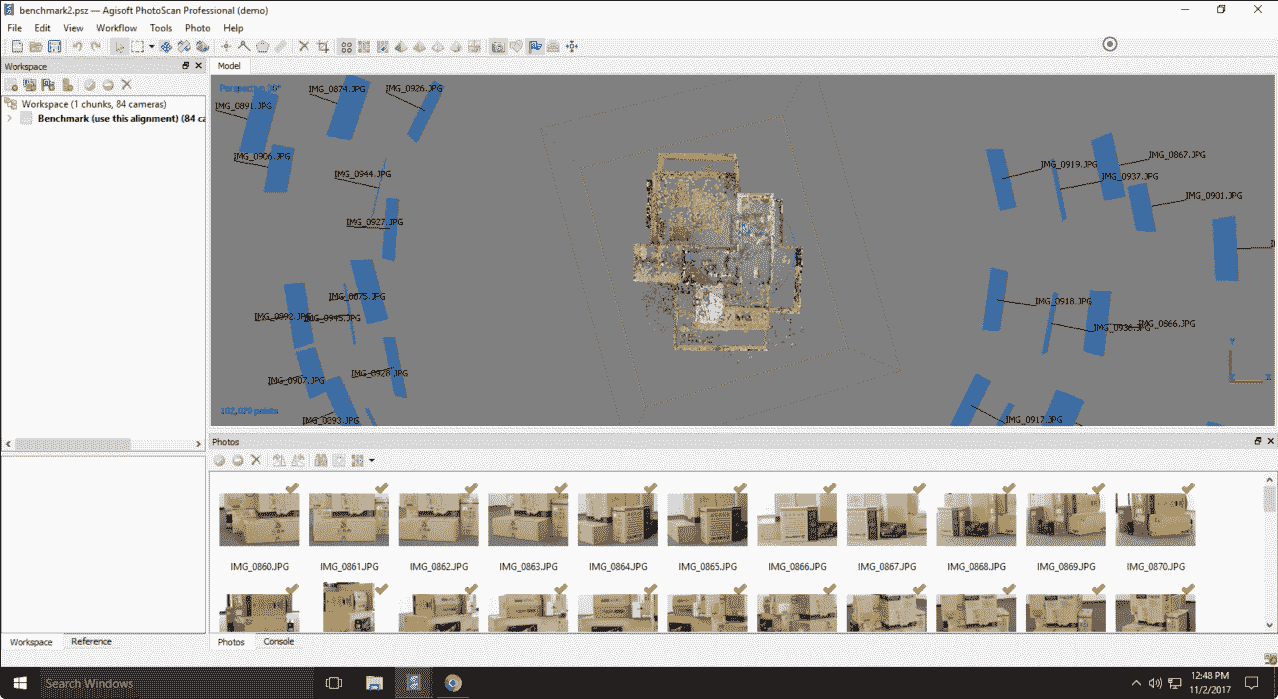 benchmark2.psz — Agisoft PhotoScan Professional (demo)
File Edit View Workflow Tools Photo Help
Workspace
Model
Workspace (1 chunks, 84 cameras)
Benchmark (use this alignment) (84 ca
Perspective 30°
IMG_0874.JPG
IMG_0926.JPG
IMG_0891.JPG
IMG_0906.JPG
IMG_0944.JPG
IMG_0927.JPG
IMG_0875.JPG
IMG_0892.JPG
IMG_0945.JPG
IMG_0928.JPG
IMG_0907.JPG
IMG_0893.JPG
IMG_0919.JPG
IMG_0867.JPG
IMG_0937.JPG
IMG_0901.JPG
IMG_0918.JPG
IMG_0936.JPG
IMG_0866.JPG
IMG_0917.JPG
Y
X
102,079 points
Photos
IMG_0860.JPG IMG_0861.JPG IMG_0862.JPG IMG_0863.JPG IMG_0864.JPG IMG_0865.JPG IMG_0866.JPG IMG_0867.JPG IMG_0868.JPG IMG_0869.JPG IMG_0870.JPG
Workspace Reference
Photos Console
Search Windows
12:48 PM
11/2/2017